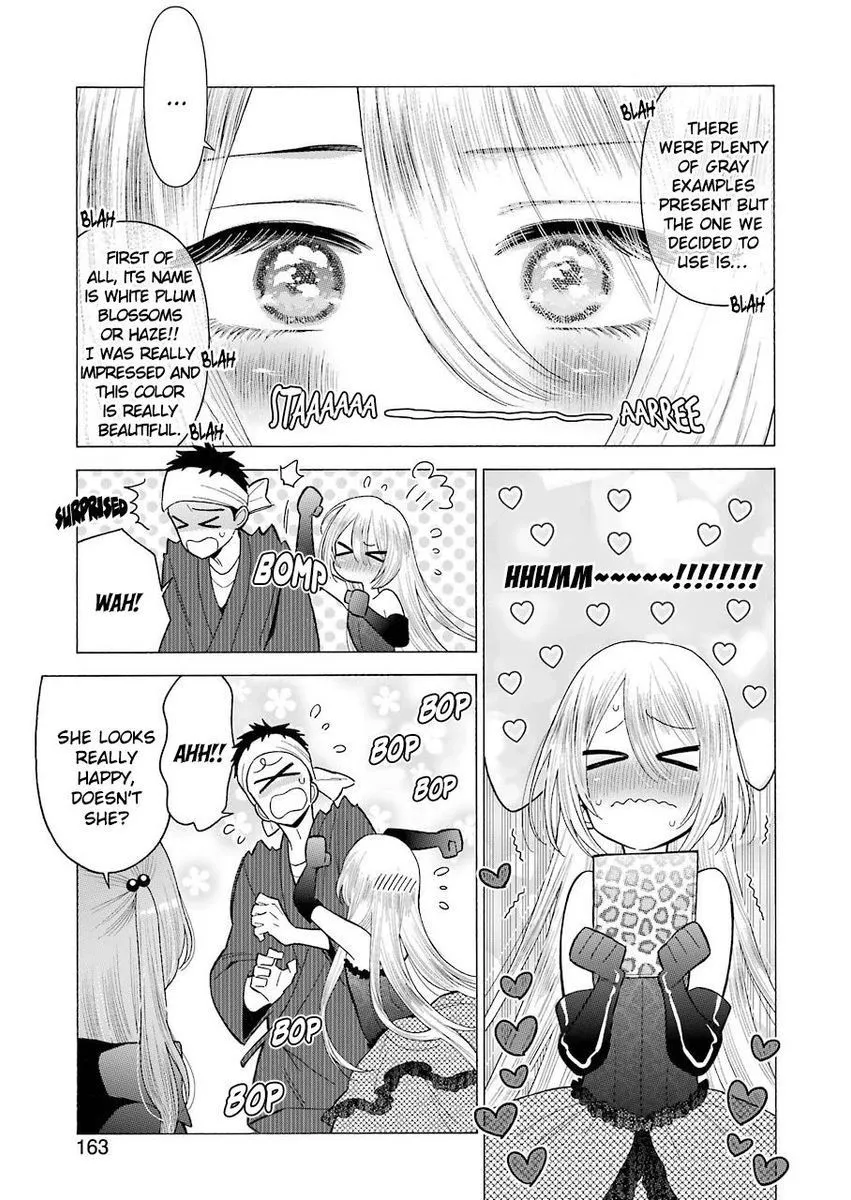 BLAH
THERE
WERE PLENTY
OF GRAY
EXAMPLES
PRESENT BUT
THE ONE WE
DECIDED TO
USE IS...
BLAH
...
BLAH
FIRST OF
ALL, ITS NAME
IS WHITE PLUM
BLOSSOMS
OR HAZE!!
I WAS REALLY
IMPRESSED AND
THIS COLOR
IS REALLY
BEAUTIFUL.
BLAH
BLAH
STAAAAAA AARREE
HHHMM~~~~~!!!!!!!!
BOMP
SURPRISED
WAH!
BOP
BOP
BOP
AHH!!
SHE LOOKS
REALLY
HAPPY,
DOESN'T
SHE?
BOP
BOP
163